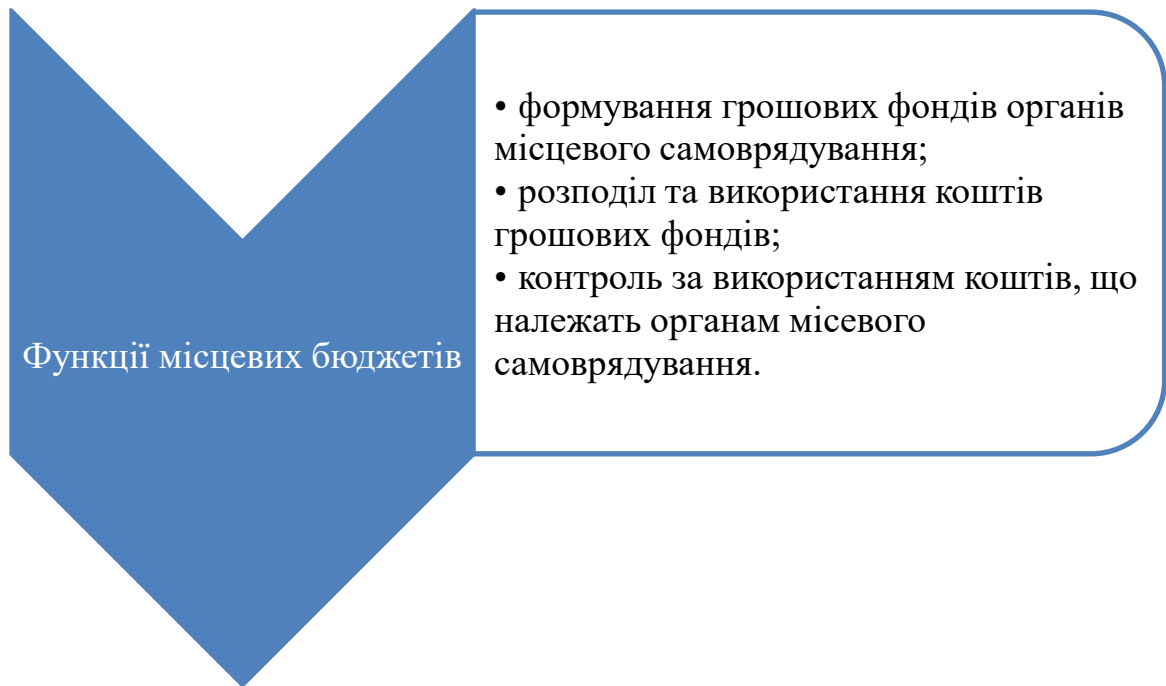 Функції місцевих бюджетів
• формування грошових фондів органів
місцевого самоврядування;
• розподіл та використання коштів
грошових фондів;
• контроль за використанням коштів, що
належать органам місевого
самоврядування.